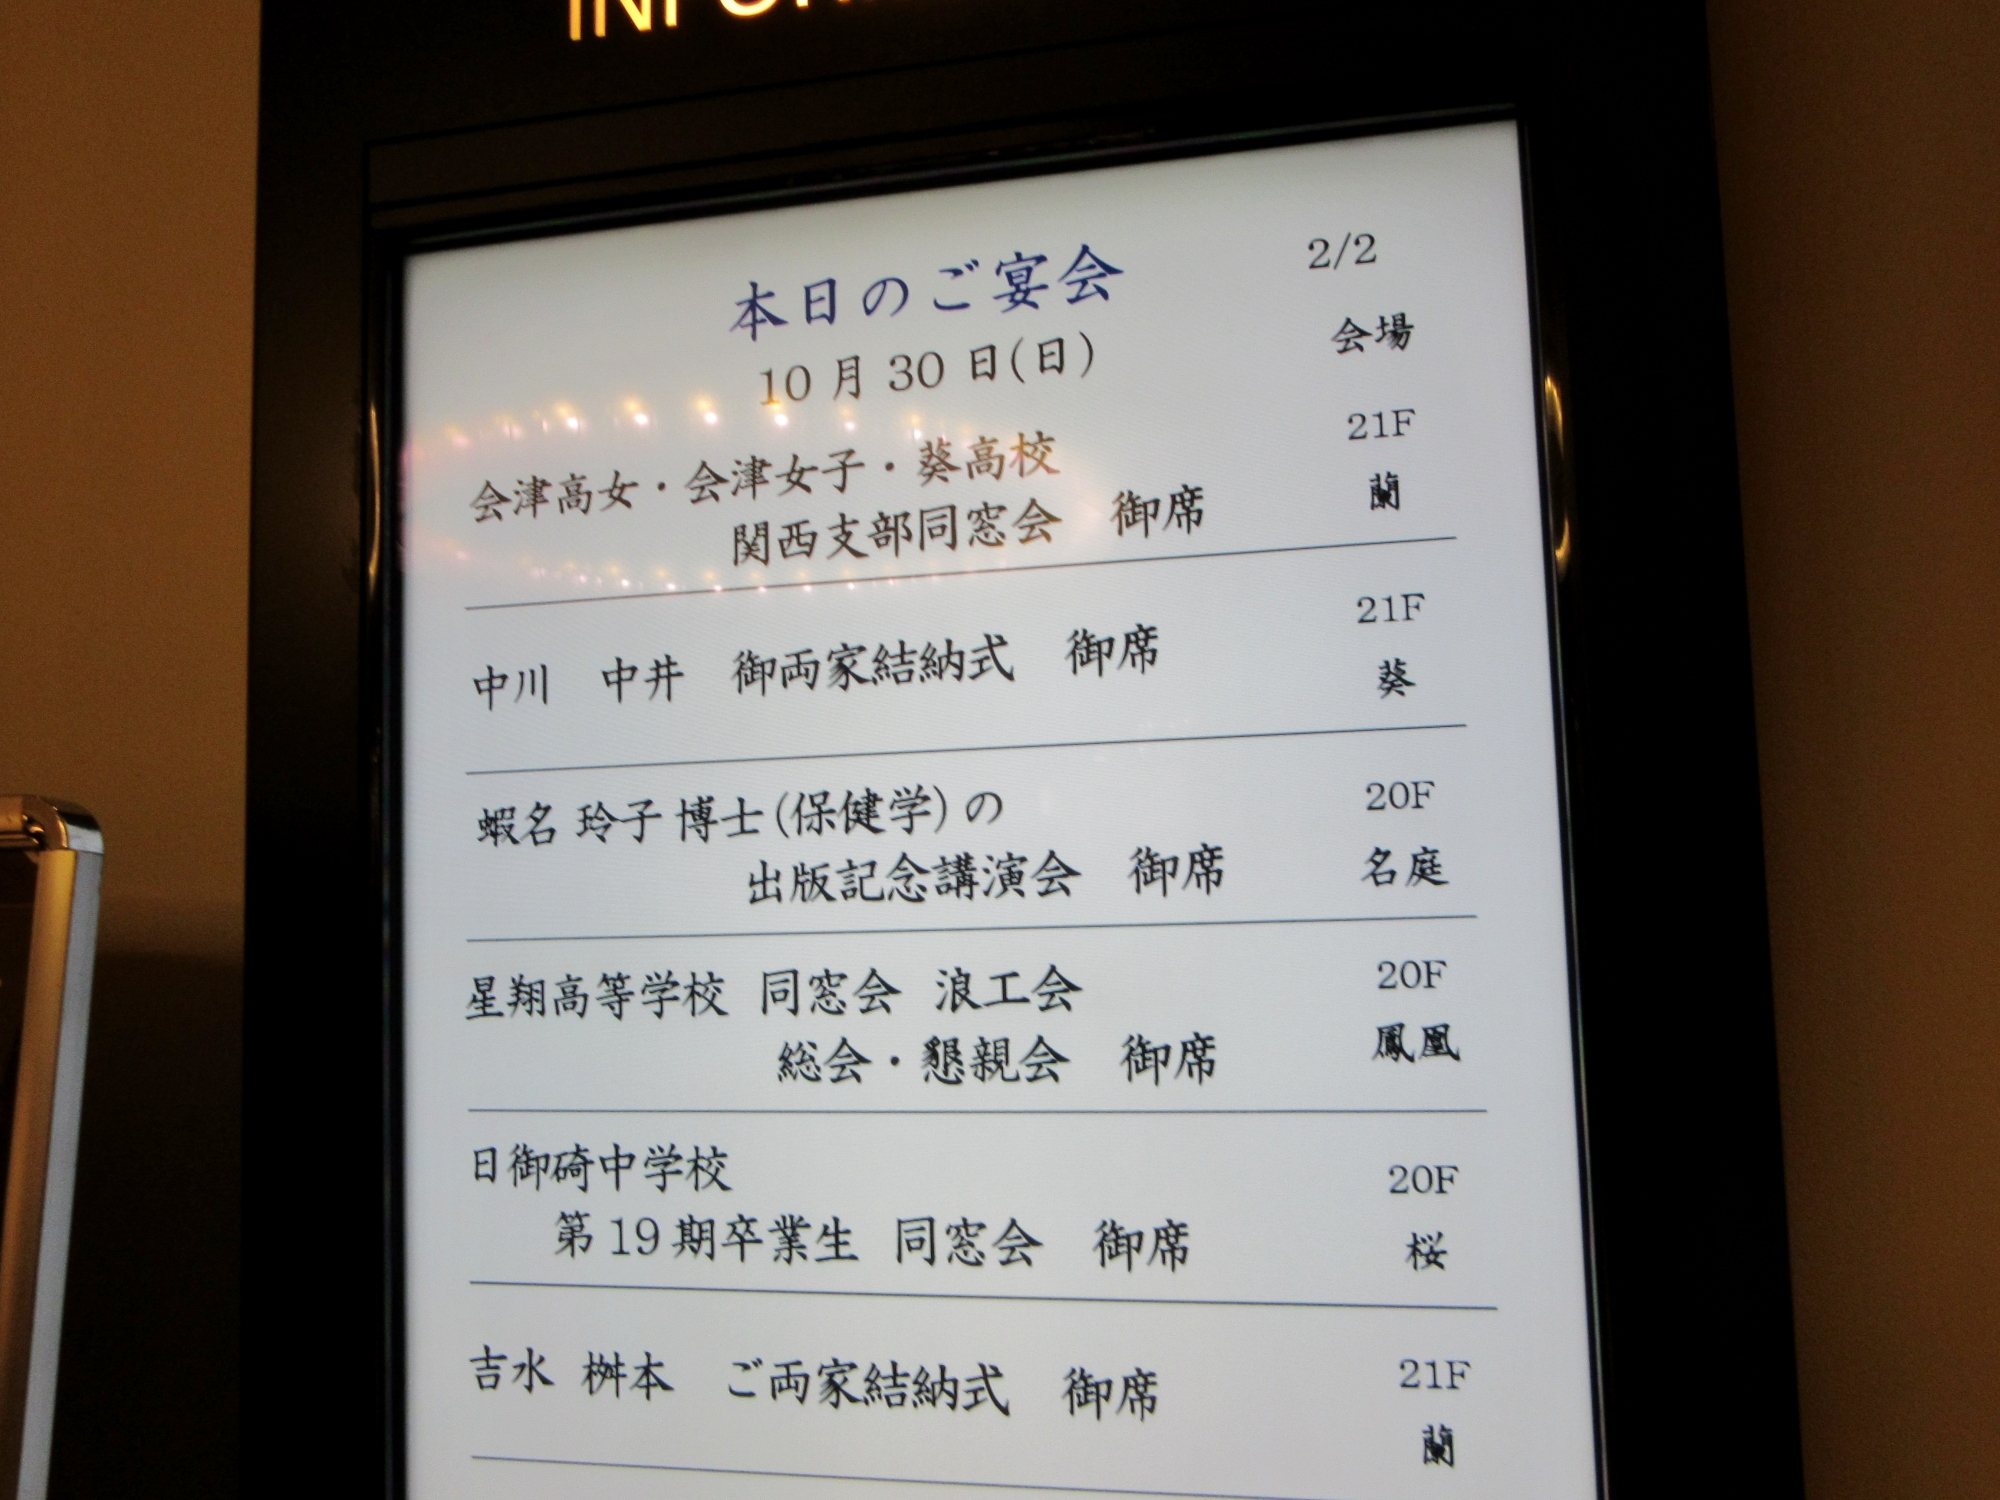 本日のご宴会 2/2
10月30日(日) 会場
会津高女・会津女子・葵高校 21F
関西支部同窓会 御席 蘭
21F
中川 中井 御両家結納式 御席 葵
蝦名 玲子 博士(保健学)の 20F
出版記念講演会 御席 名庭
星翔高等学校 同窓会 浪工会 20F
総会・懇親会 御席 鳳凰
日御碕中学校 20F
第19期卒業生 同窓会 御席 桜
吉水 桝本 ご両家結納式 御席 21F
蘭